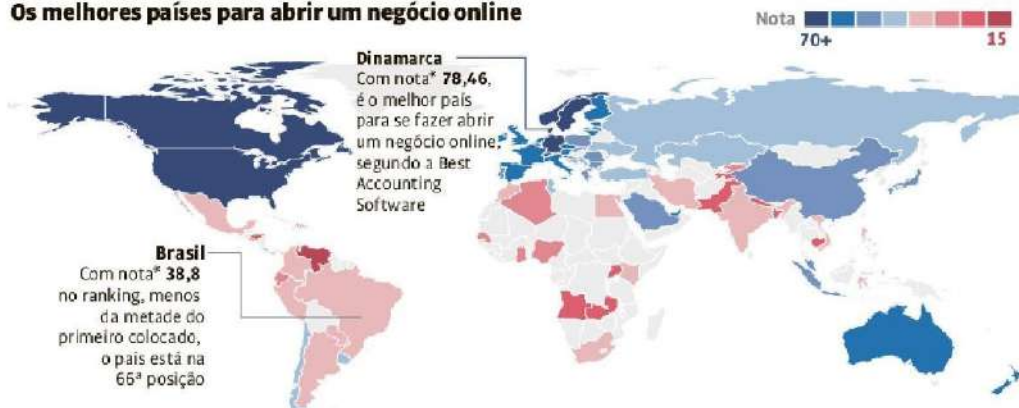 Os melhores países para abrir um negócio online
Nota
70+
15
Dinamarca
Com nota* 78,46,
é o melhor país
para se fazer abrir
um negócio online,
segundo a Best
Accounting
Software
Brasil
Com nota* 38,8
no ranking, menos
da metade do
primeiro colocado,
o país está na
66ª posição